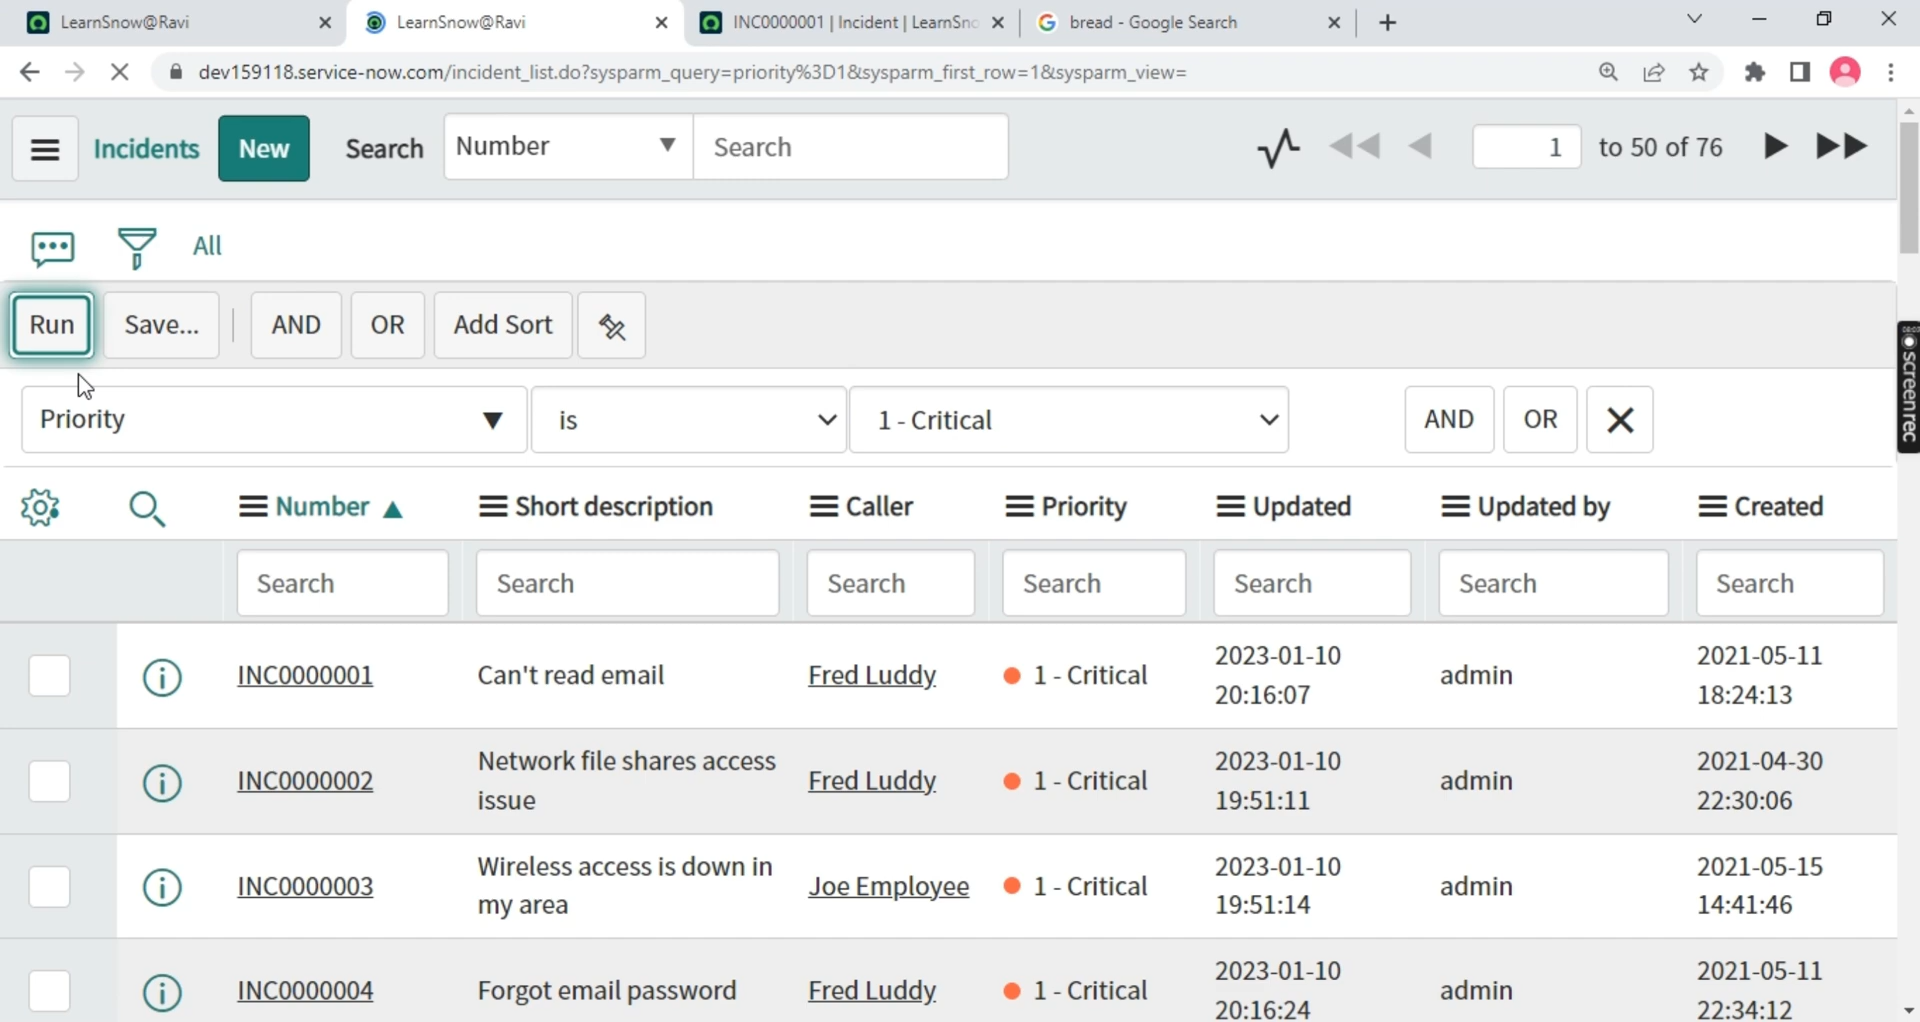 LearnSnow@Ravi
LearnSnow@Ravi
INC0000001 | Incident | LearnSno
bread - Google Search
dev159118.service-now.com/incident_list.do?sysparm_query=priority%3D1&sysparm_first_row=1&sysparm_view=
Incidents New Search Number Search 1 to 50 of 76
All
Run Save... AND OR Add Sort
screenrec
Priority is 1 - Critical AND OR
Number Short description Caller Priority Updated Updated by Created
Search Search Search Search Search Search Search
INC0000001 Can't read email Fred Luddy 1 - Critical 2023-01-10 20:16:07 admin 2021-05-11 18:24:13
INC0000002 Network file shares access issue Fred Luddy 1 - Critical 2023-01-10 19:51:11 admin 2021-04-30 22:30:06
INC0000003 Wireless access is down in my area Joe Employee 1 - Critical 2023-01-10 19:51:14 admin 2021-05-15 14:41:46
INC0000004 Forgot email password Fred Luddy 1 - Critical 2023-01-10 20:16:24 admin 2021-05-11 22:34:12